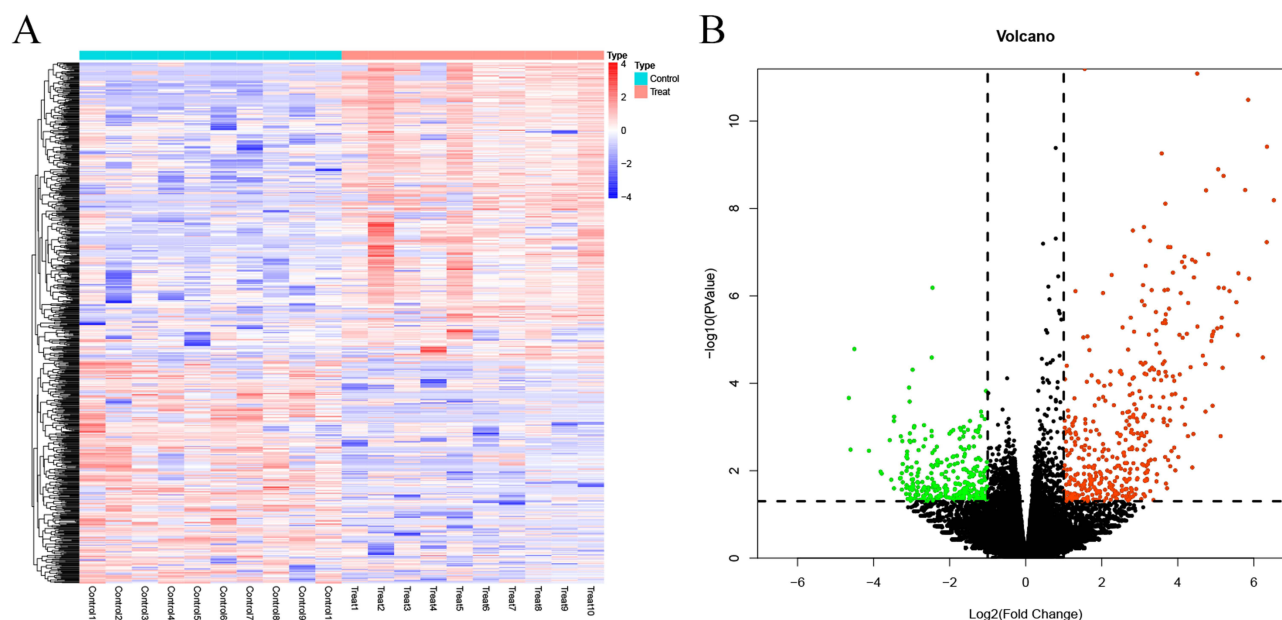 A
B
Type
Type
Control
Treat
4
2
0
−2
−4
Control1
Control2
Control3
Control4
Control5
Control6
Control7
Control8
Control9
Control1
Treat1
Treat2
Treat3
Treat4
Treat5
Treat6
Treat7
Treat8
Treat9
Treat10
Volcano
−log10(PValue)
10
8
6
4
2
0
−6
−4
−2
0
2
4
6
Log2(Fold Change)